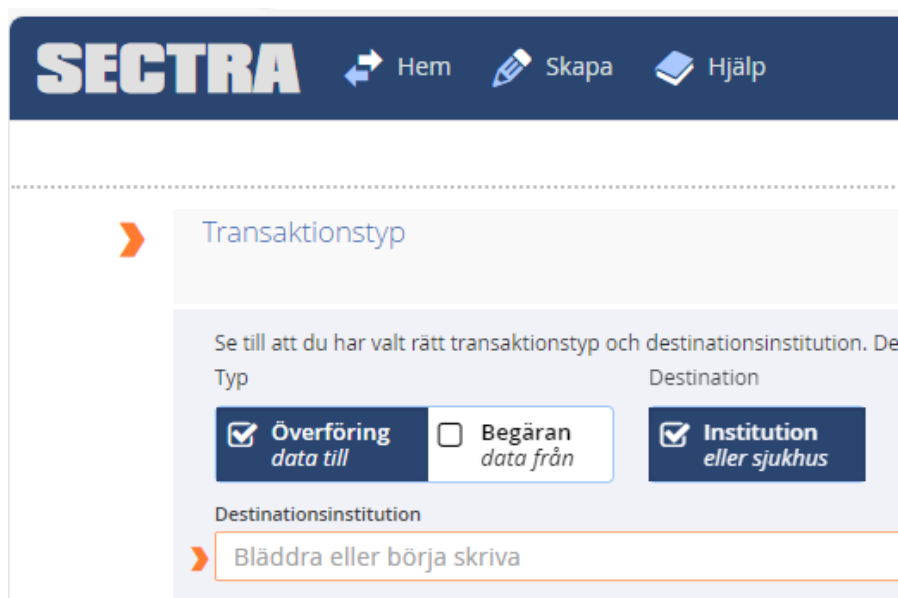 SECTRA Hem Skapa Hjälp
Transaktionstyp
Se till att du har valt rätt transaktionstyp och destinationsinstitution. De
Typ Destination
Överföring Begäran Institution
data till data från eller sjukhus
Destinationsinstitution
Bläddra eller börja skriva